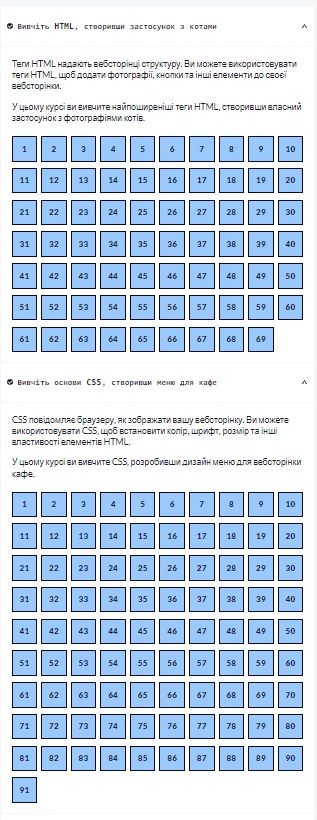 Вивчіть HTML, створивши застосунок з котами
Теги HTML надають вебсторінці структуру. Ви можете використовувати
теги HTML, щоб додати фотографії, кнопки та інші елементи до своєї
вебсторінки.
У цьому курсі ви вивчите найпоширеніші теги HTML, створивши власний
застосунок з фотографіями котів.
1 2 3 4 5 6 7 8 9 10
11 12 13 14 15 16 17 18 19 20
21 22 23 24 25 26 27 28 29 30
31 32 33 34 35 36 37 38 39 40
41 42 43 44 45 46 47 48 49 50
51 52 53 54 55 56 57 58 59 60
61 62 63 64 65 66 67 68 69
Вивчіть основи CSS, створивши меню для кафе
CSS повідомляє браузеру, як зображати вашу вебсторінку. Ви можете
використовувати CSS, щоб встановити колір, шрифт, розмір та інші
властивості елементів HTML.
У цьому курсі ви вивчите CSS, розробивши дизайн меню для вебсторінки
кафе.
1 2 3 4 5 6 7 8 9 10
11 12 13 14 15 16 17 18 19 20
21 22 23 24 25 26 27 28 29 30
31 32 33 34 35 36 37 38 39 40
41 42 43 44 45 46 47 48 49 50
51 52 53 54 55 56 57 58 59 60
61 62 63 64 65 66 67 68 69 70
71 72 73 74 75 76 77 78 79 80
81 82 83 84 85 86 87 88 89 90
91